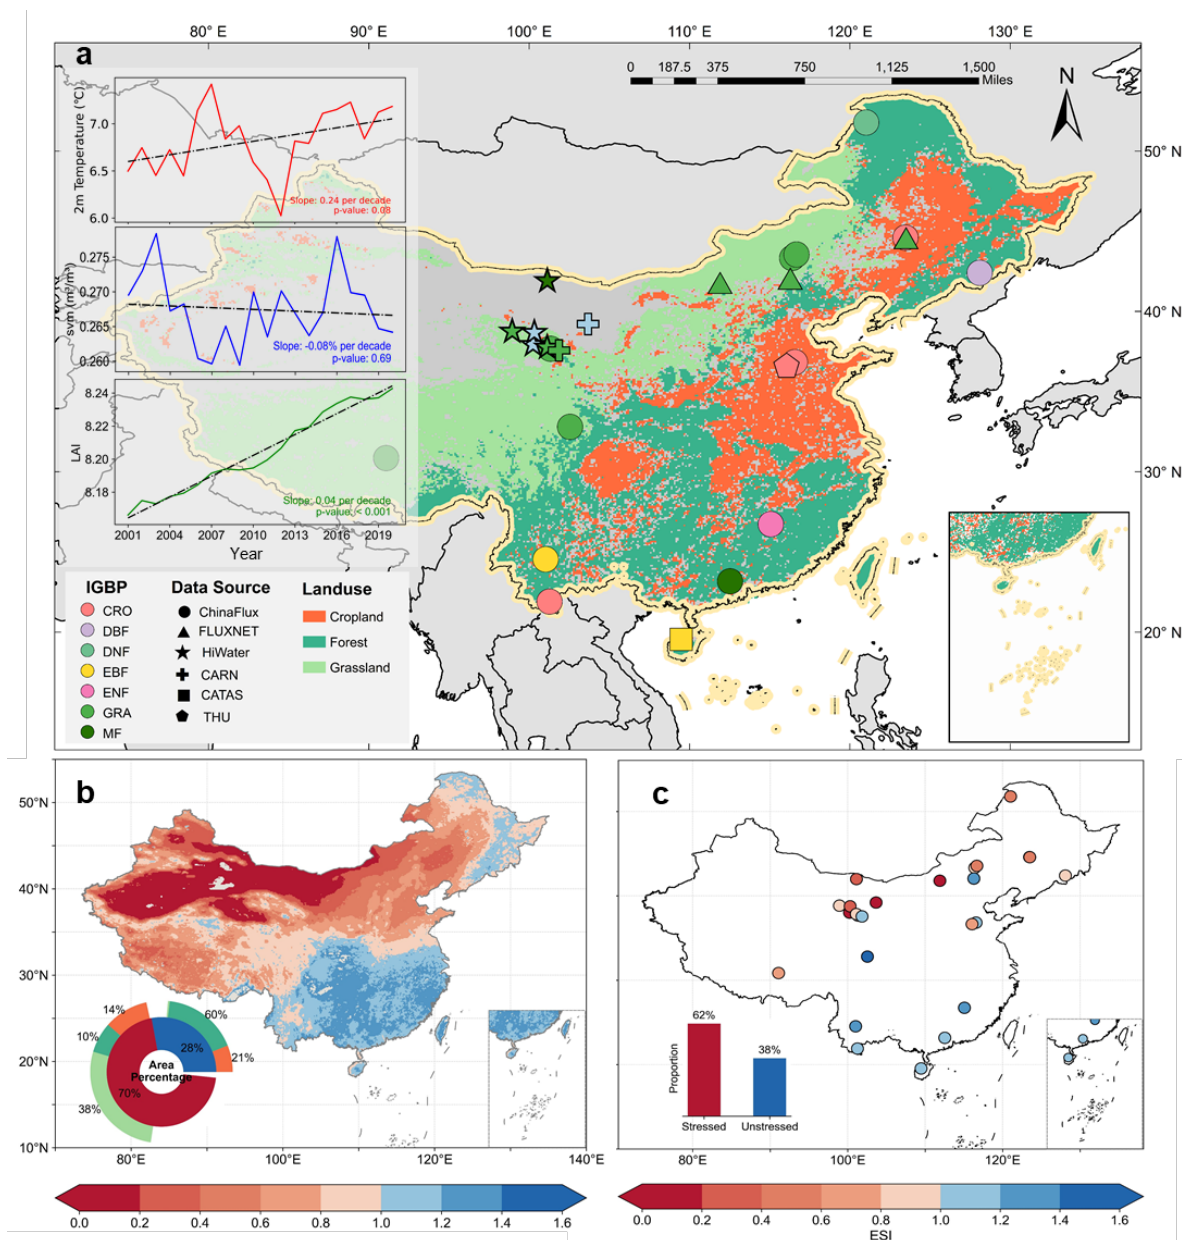 80° E 90° E 100° E 110° E 120° E 130° E
a
0 187.5 375 750 1,125 1,500
Miles
N
50° N
40° N
30° N
20° N
2m Temperature (°C)
7.0
6.5
6.0
Slope: 0.24 per decade
p-value: 0.08
svm (m³/m³)
0.275
0.270
0.265
0.260
Slope: -0.08% per decade
p-value: 0.69
LAI
8.24
8.22
8.20
8.18
Slope: 0.04 per decade
p-value: < 0.001
2001 2004 2007 2010 2013 2016 2019
Year
IGBP
CRO
DBF
DNF
EBF
ENF
GRA
MF
Data Source
ChinaFlux
FLUXNET
HiWater
CARN
CATAS
THU
Landuse
Cropland
Forest
Grassland
b
50°N
40°N
30°N
20°N
10°N
14%
60%
10%
28%
21%
Area
Percentage
70%
38%
80°E 100°E 120°E 140°E
0.0 0.2 0.4 0.6 0.8 1.0 1.2 1.4 1.6
c
62%
38%
Proportion
Stressed Unstressed
80°E 100°E 120°E
0.0 0.2 0.4 0.6 0.8 1.0 1.2 1.4 1.6
ESI